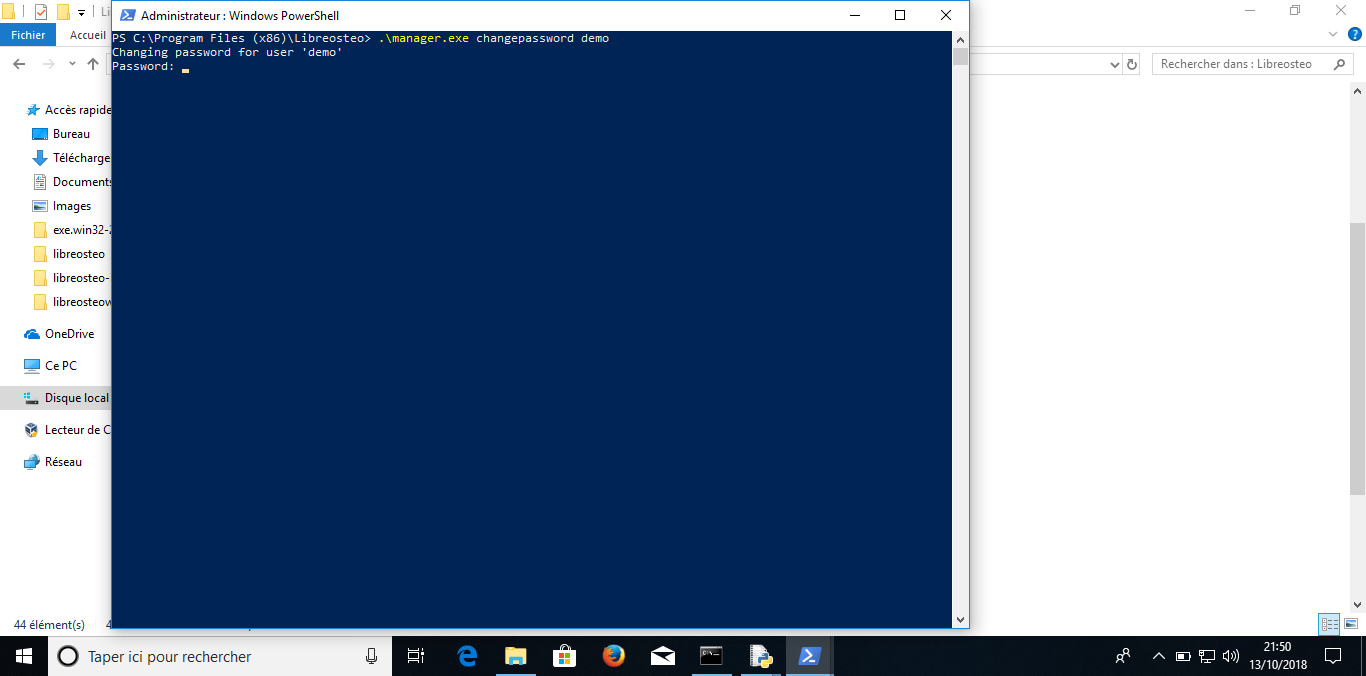 Li
Administrateur : Windows PowerShell
Fichier
Accueil
PS C:\Program Files (x86)\Libreosteo> .\manager.exe changepassword demo
Changing password for user 'demo'
Password:
Rechercher dans : Libreosteo
Accès rapide
Bureau
Télécharge
Documents
Images
exe.win32-
libreosteo
libreosteo-
libreosteow
OneDrive
Ce PC
Disque local
Lecteur de C
Réseau
44 élément(s)
Taper ici pour rechercher
21:50
13/10/2018